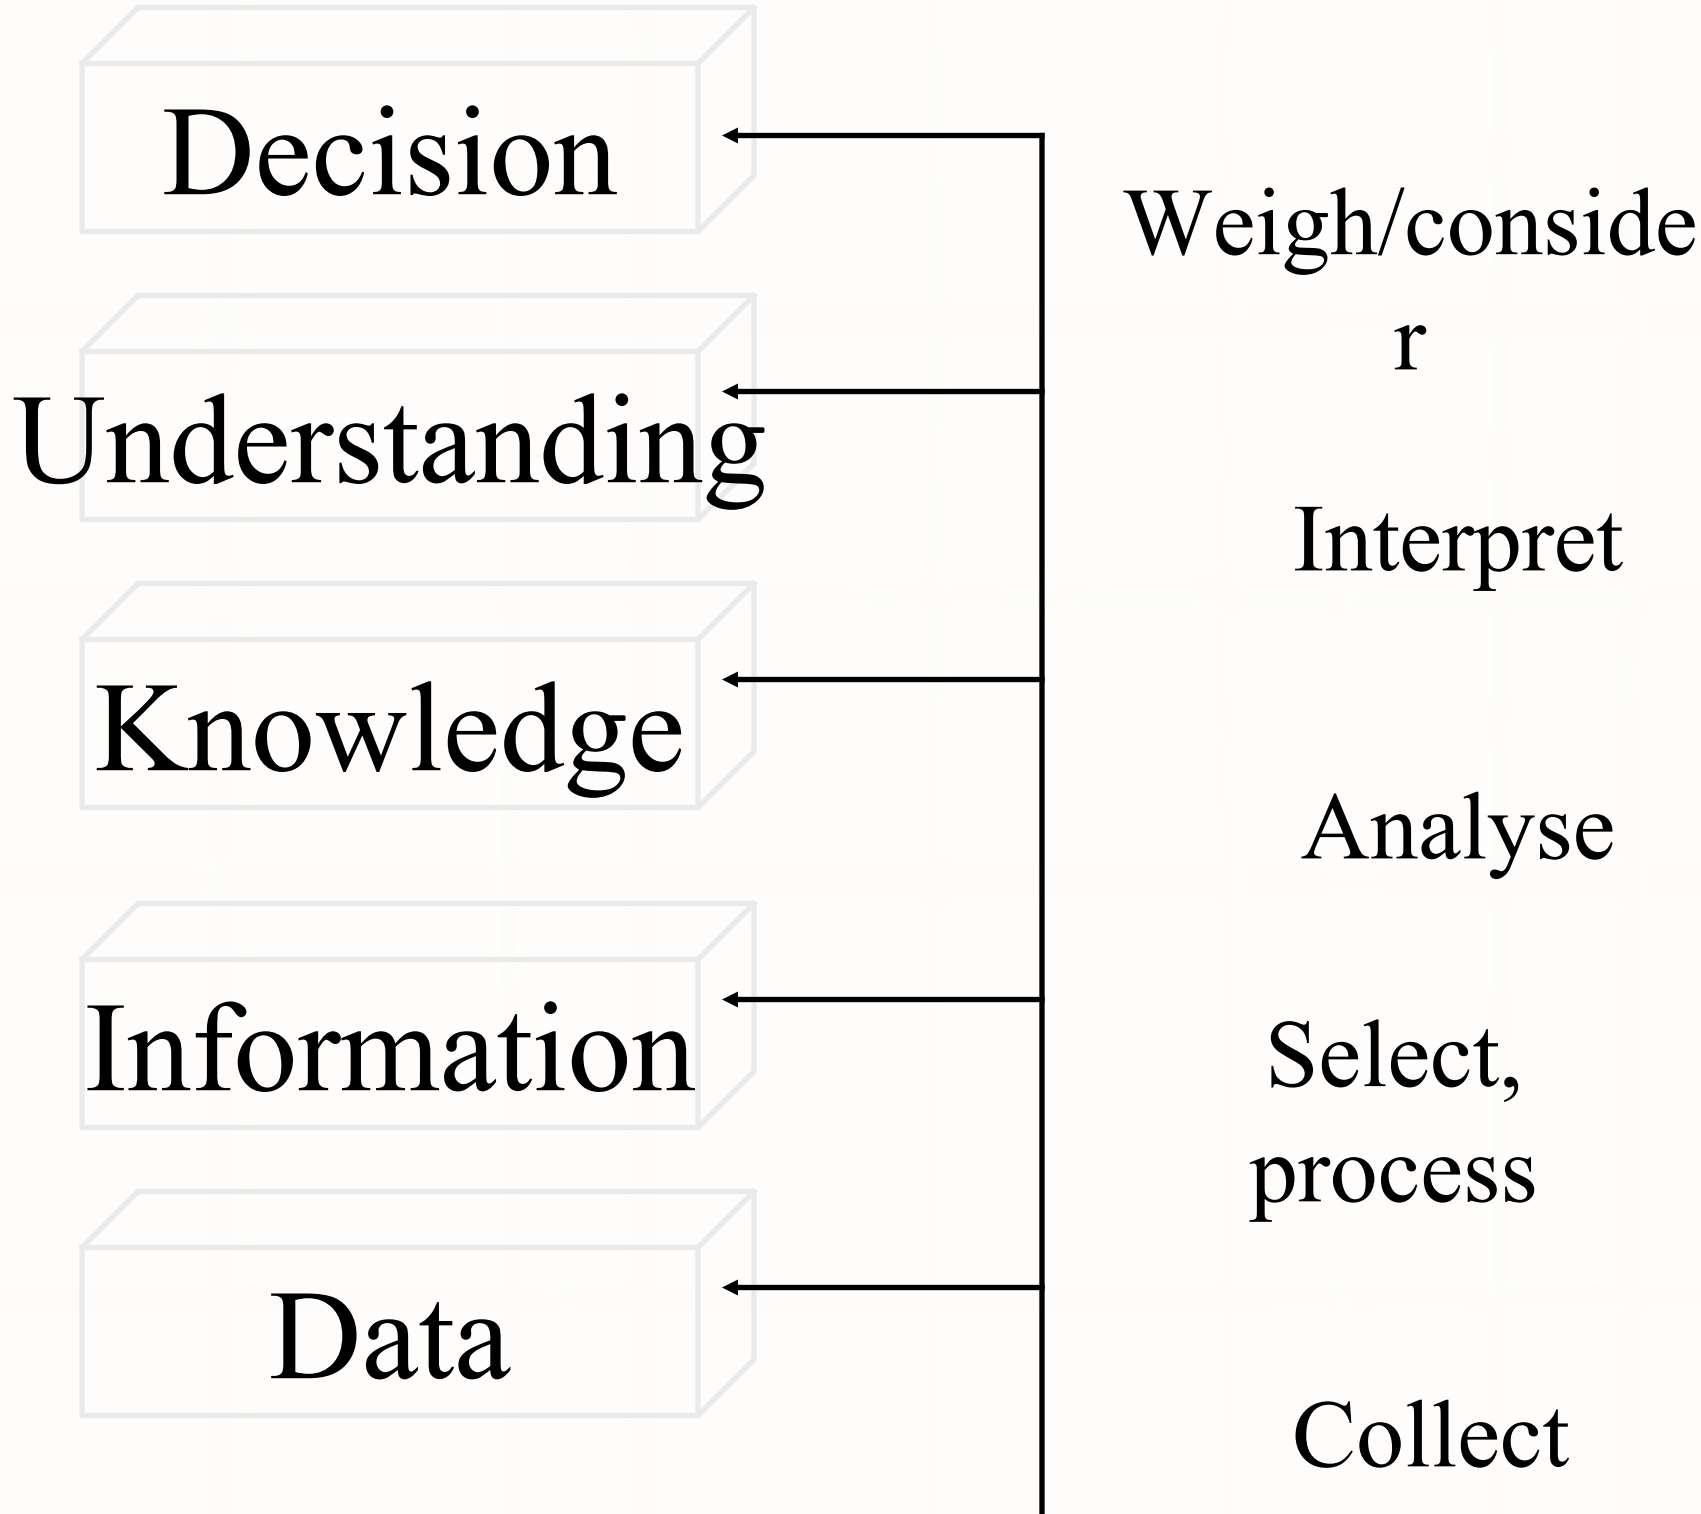 Decision
Weigh/conside
r
Understanding
Interpret
Knowledge
Analyse
Information
Select,
process
Data
Collect